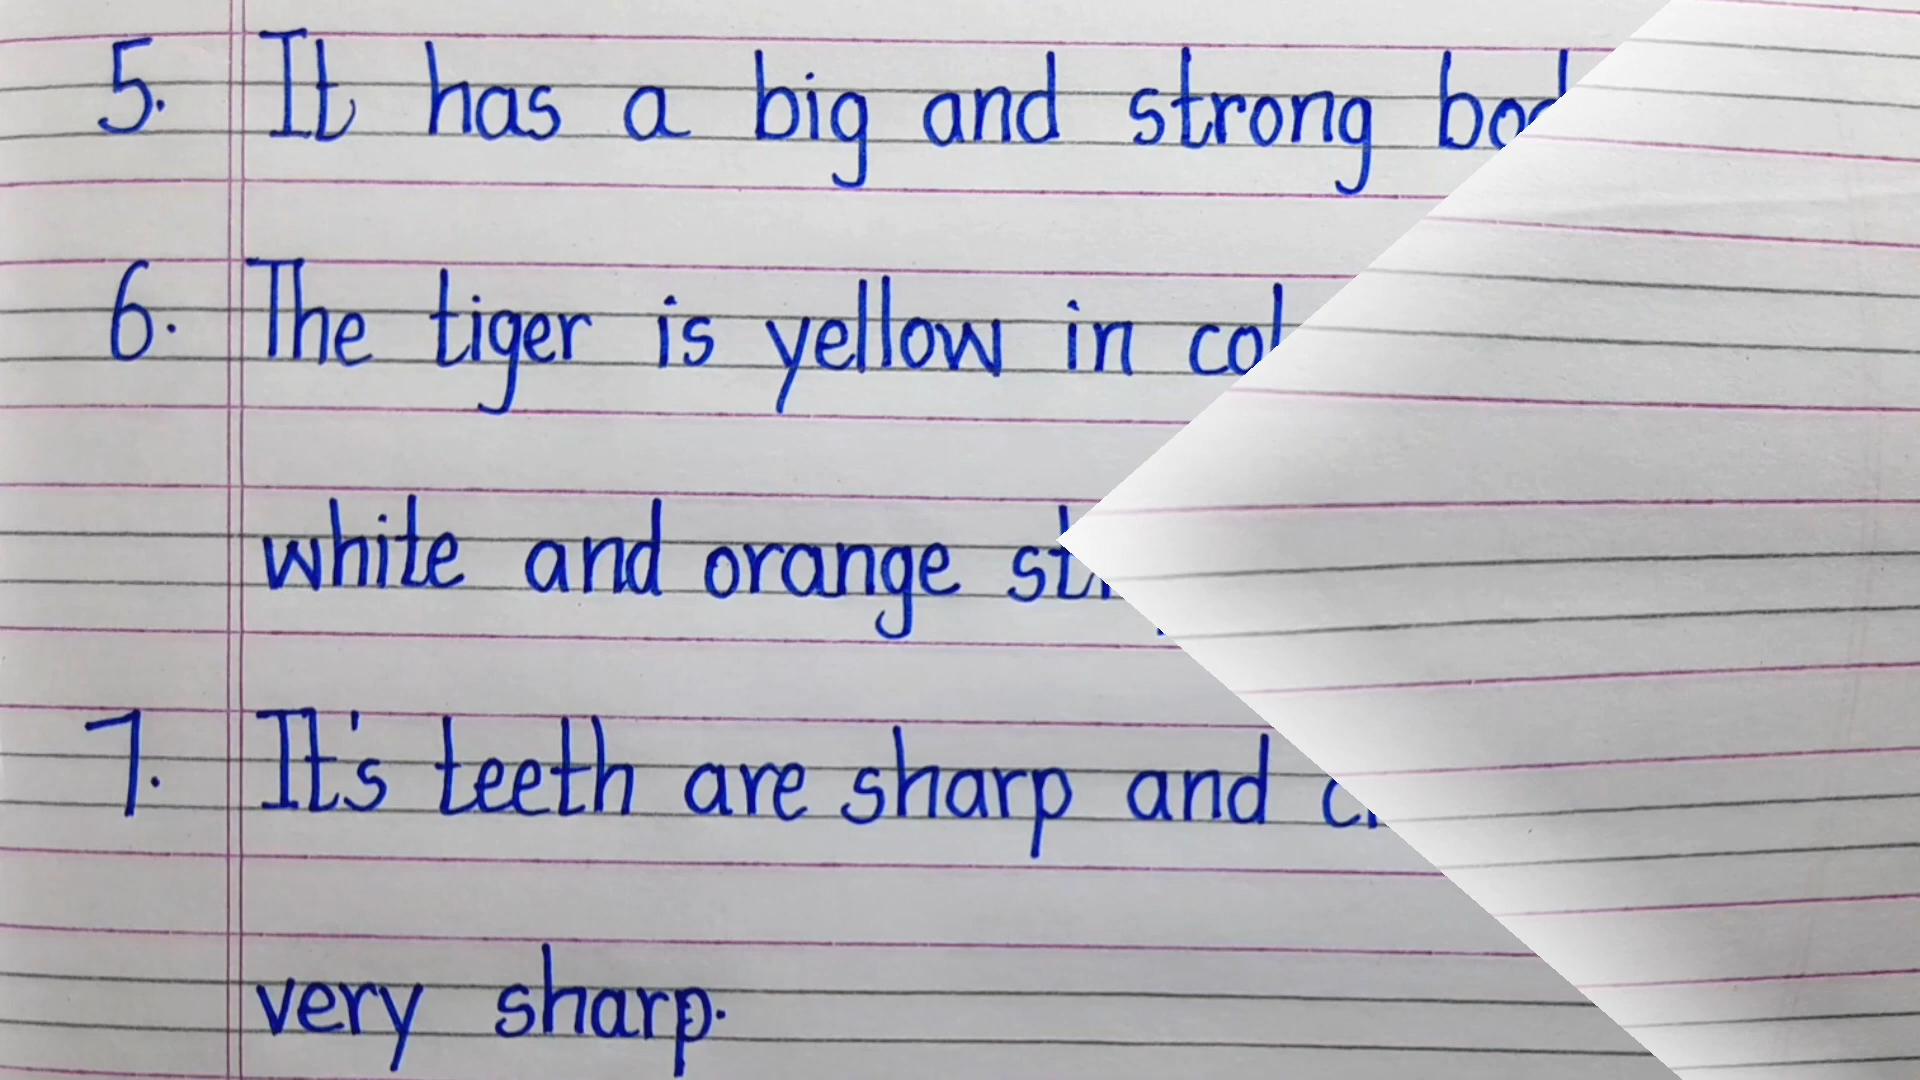 5. It has a big and strong
6. The tiger is yellow in
white and orange
7. It's teeth are sharp and
very sharp.